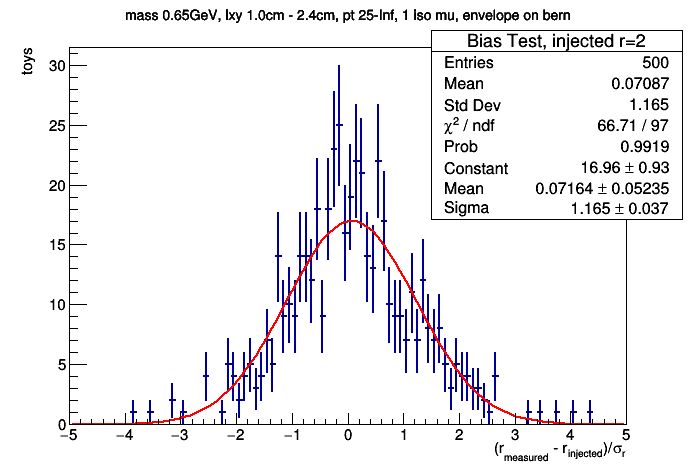 mass 0.65GeV, lxy 1.0cm - 2.4cm, pt 25-Inf, 1 Iso mu, envelope on bern
Bias Test, injected r=2
Entries 500
Mean 0.07087
Std Dev 1.165
χ² / ndf 66.71 / 97
Prob 0.9919
Constant 16.96 ± 0.93
Mean 0.07164 ± 0.05235
Sigma 1.165 ± 0.037
toys
30
25
20
15
10
5
0
−5 −4 −3 −2 −1 0 1 2 3 4 5
(r_measured - r_injected)/σ_r